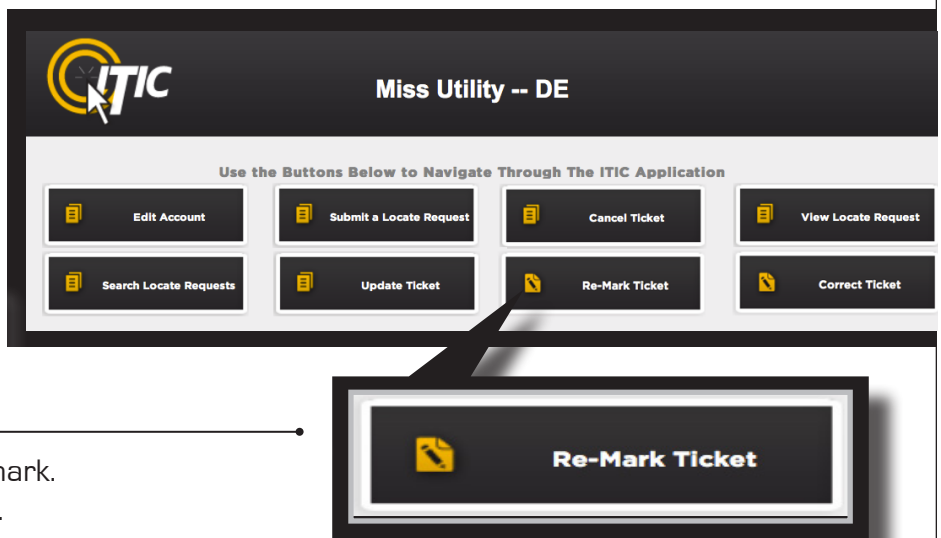 ITIC
Miss Utility -- DE
Use the Buttons Below to Navigate Through The ITIC Application
Edit Account
Submit a Locate Request
Cancel Ticket
View Locate Request
Search Locate Requests
Update Ticket
Re-Mark Ticket
Correct Ticket
Re-Mark Ticket